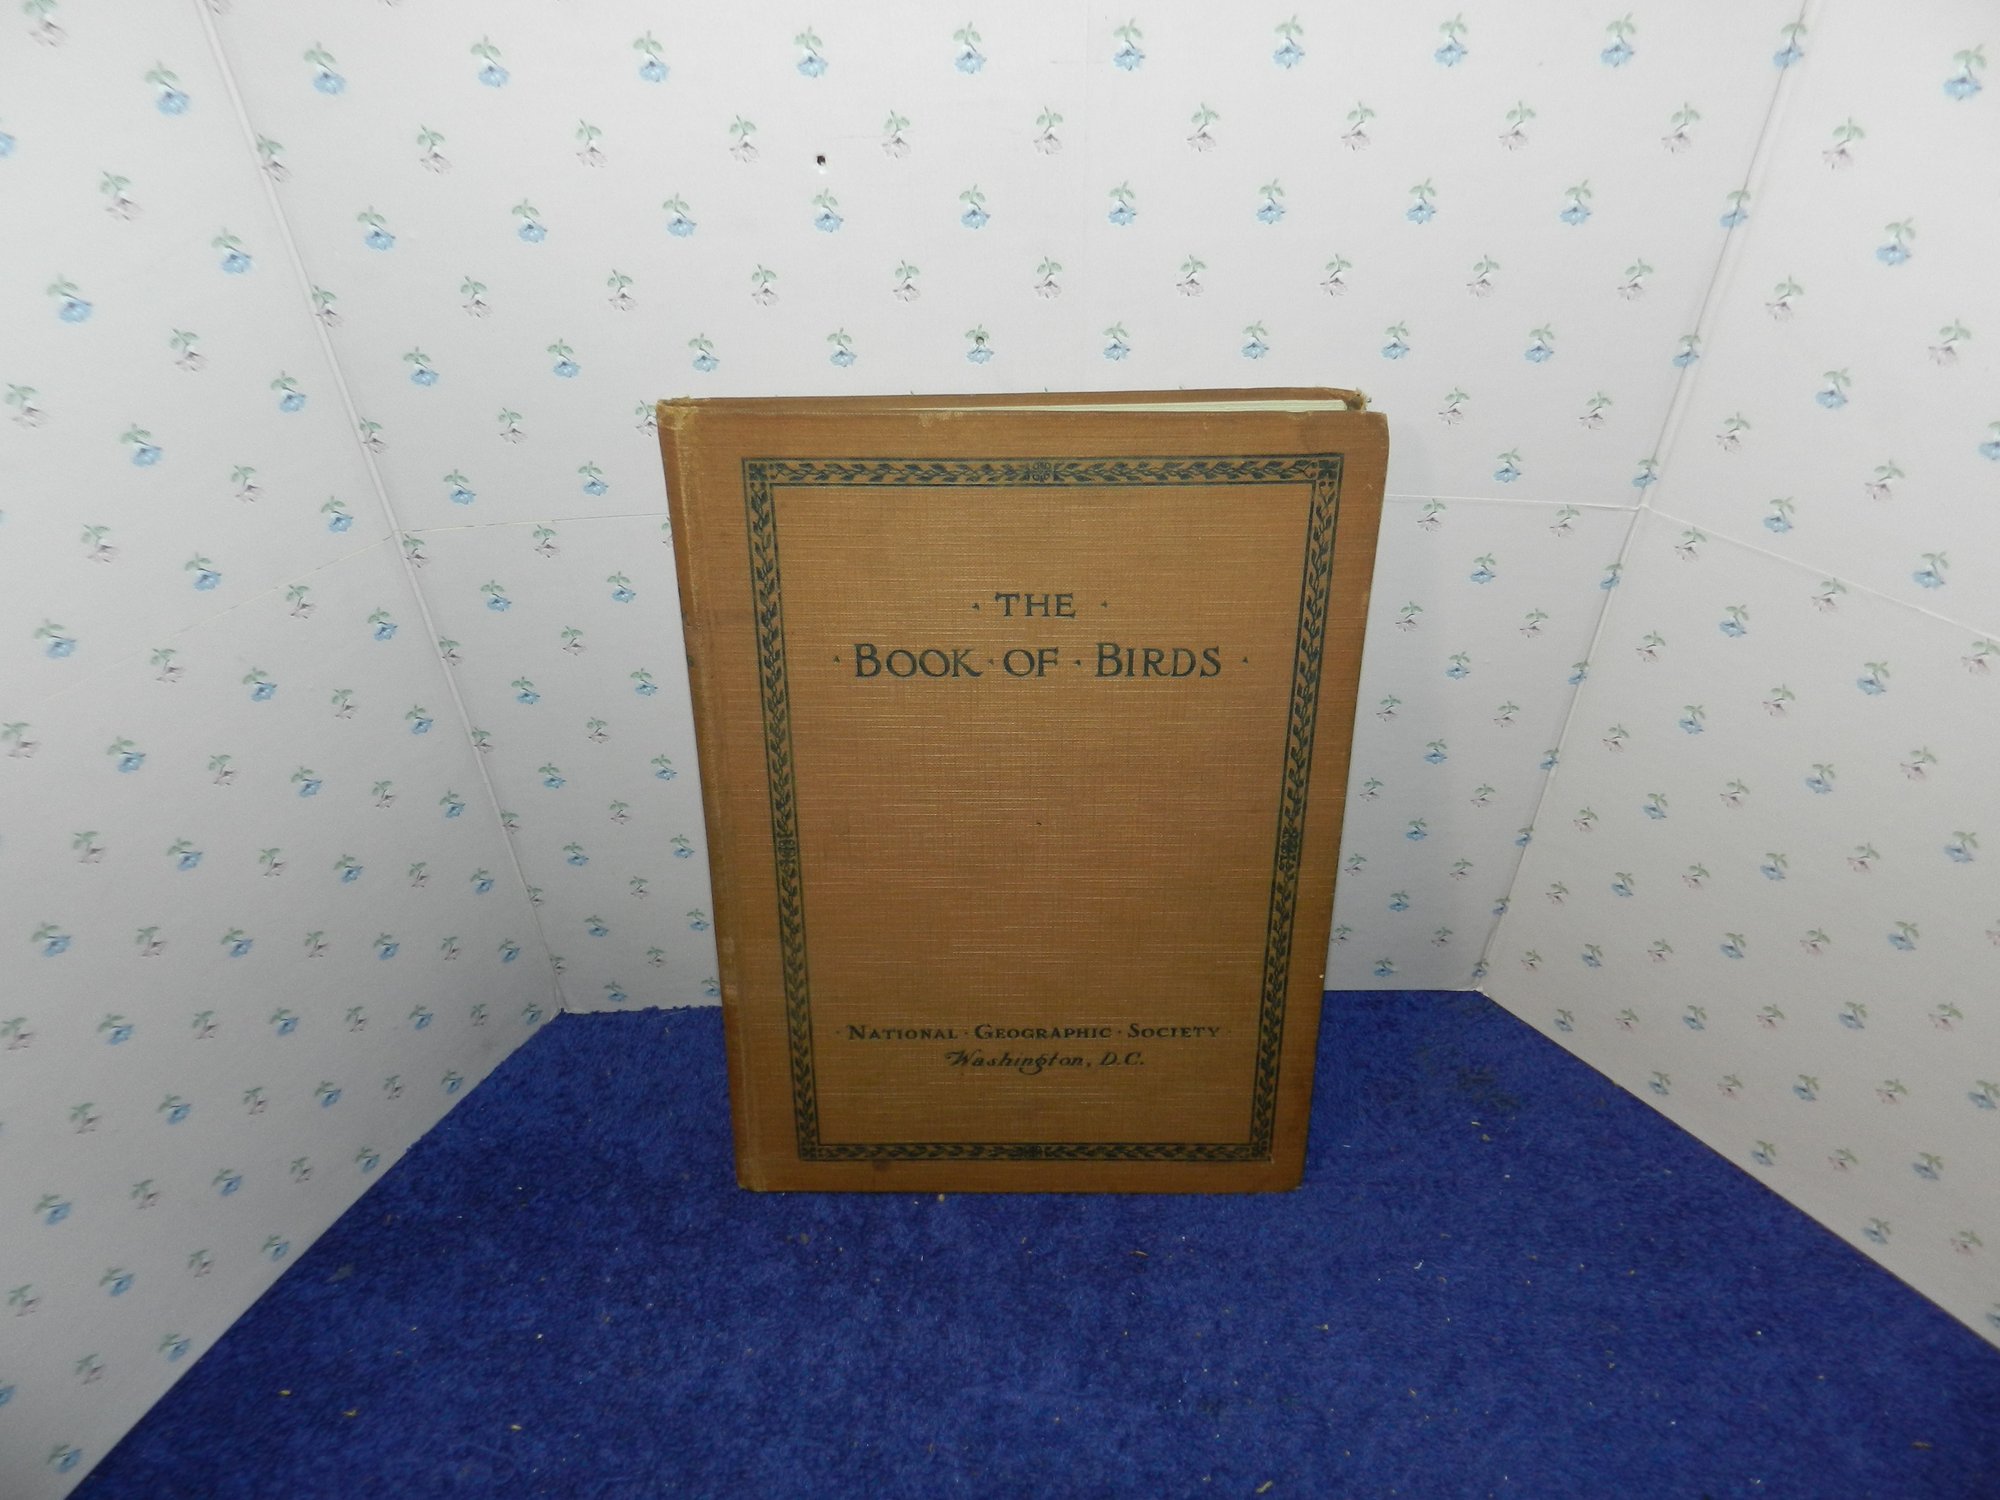 · THE ·
· BOOK · OF · BIRDS ·
· NATIONAL · GEOGRAPHIC · SOCIETY ·
Washington, D.C.